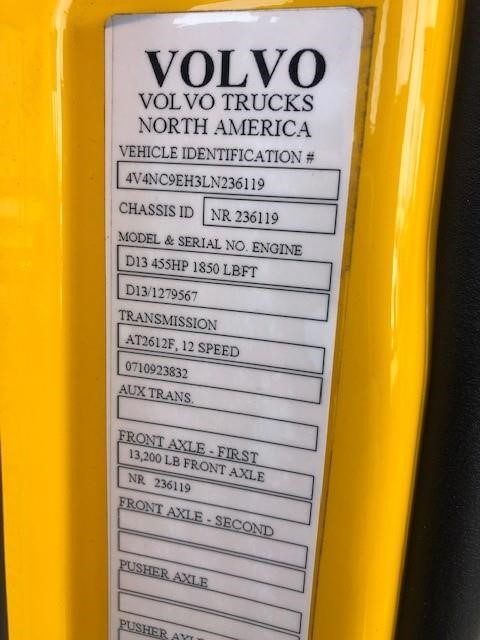 VOLVO
VOLVO TRUCKS
NORTH AMERICA
VEHICLE IDENTIFICATION #
4V4NC9EH3LN236119
CHASSIS ID NR 236119
MODEL & SERIAL NO. ENGINE
D13 455HP 1850 LBFT
D13/1279567
TRANSMISSION
AT2612F, 12 SPEED
0710923832
AUX TRANS.
FRONT AXLE - FIRST
13,200 LB FRONT AXLE
NR 236119
FRONT AXLE - SECOND
PUSHER AXLE
PUSHER AXLE